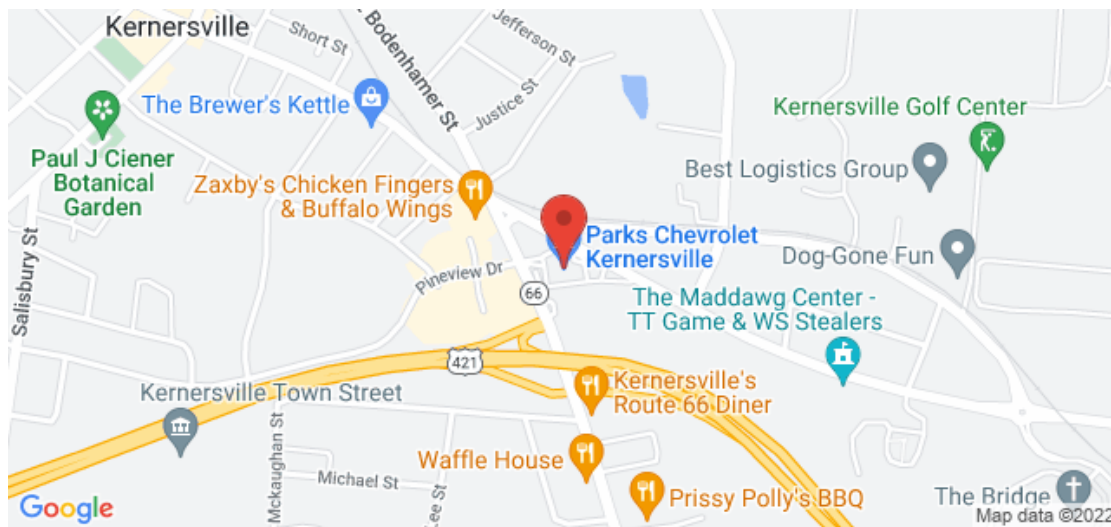 Kernersville
Short St
Bodenhamer St
Jefferson St
Justice St
The Brewer's Kettle
Kernersville Golf Center
Paul J Ciener
Botanical
Garden
Best Logistics Group
Zaxby's Chicken Fingers
& Buffalo Wings
Parks Chevrolet
Kernersville
Dog-Gone Fun
Salisbury St
Pineview Dr
66
The Maddawg Center -
TT Game & WS Stealers
421
Kernersville Town Street
Kernersville's
Route 66 Diner
Mckaughan St
Waffle House
Michael St
Lee St
Prissy Polly's BBQ
The Bridge
Google
Map data ©2022